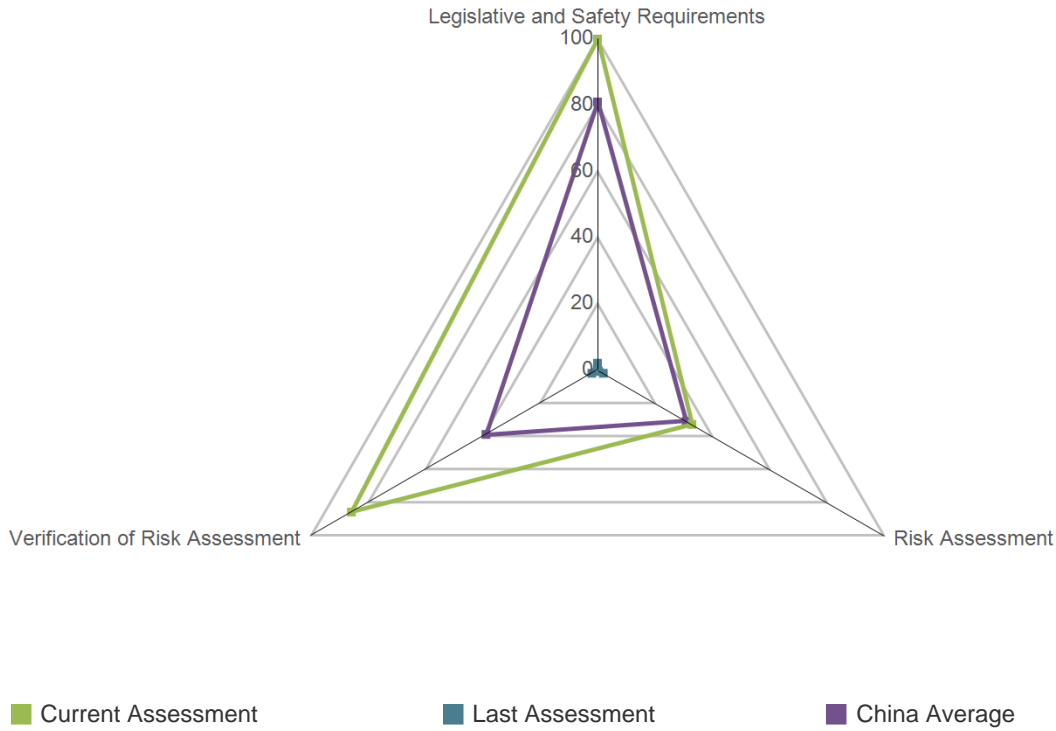 Legislative and Safety Requirements
100
80
60
40
20
0
Verification of Risk Assessment
Risk Assessment
Current Assessment
Last Assessment
China Average